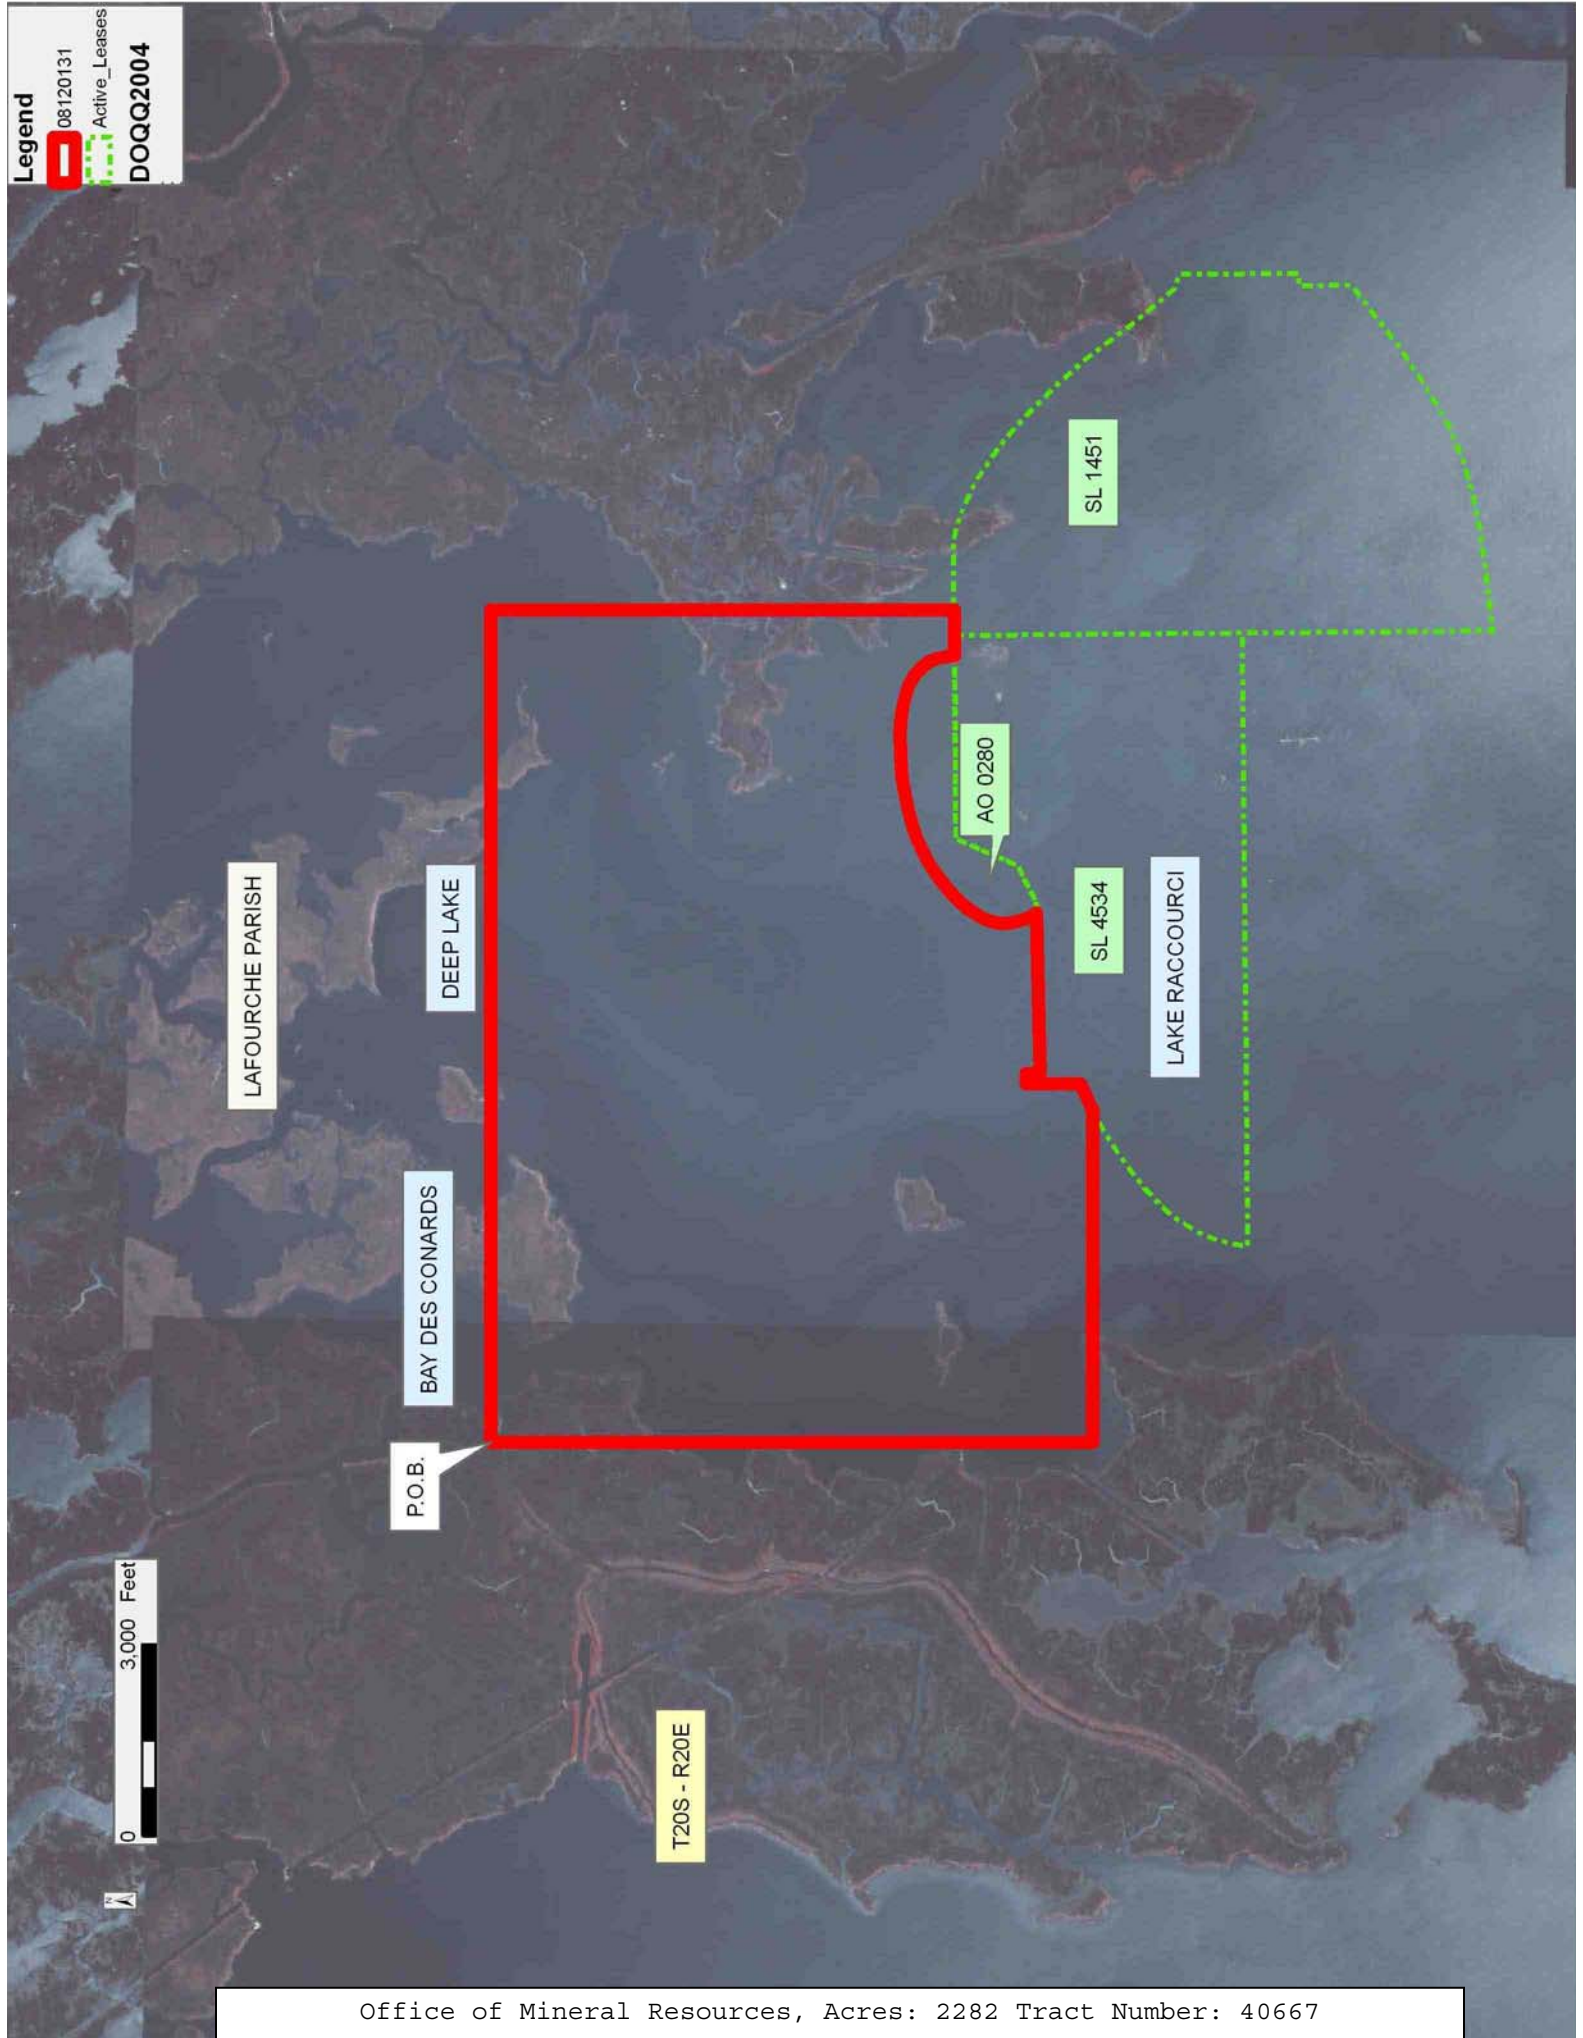 Legend
08120131
Active_Leases
DOQQ2004
0
3,000 Feet
N
P.O.B.
BAY DES CONARDS
LAFOURCHE PARISH
DEEP LAKE
T20S - R20E
AO 0280
SL 4534
LAKE RACCOURCI
SL 1451
Office of Mineral Resources, Acres: 2282 Tract Number: 40667